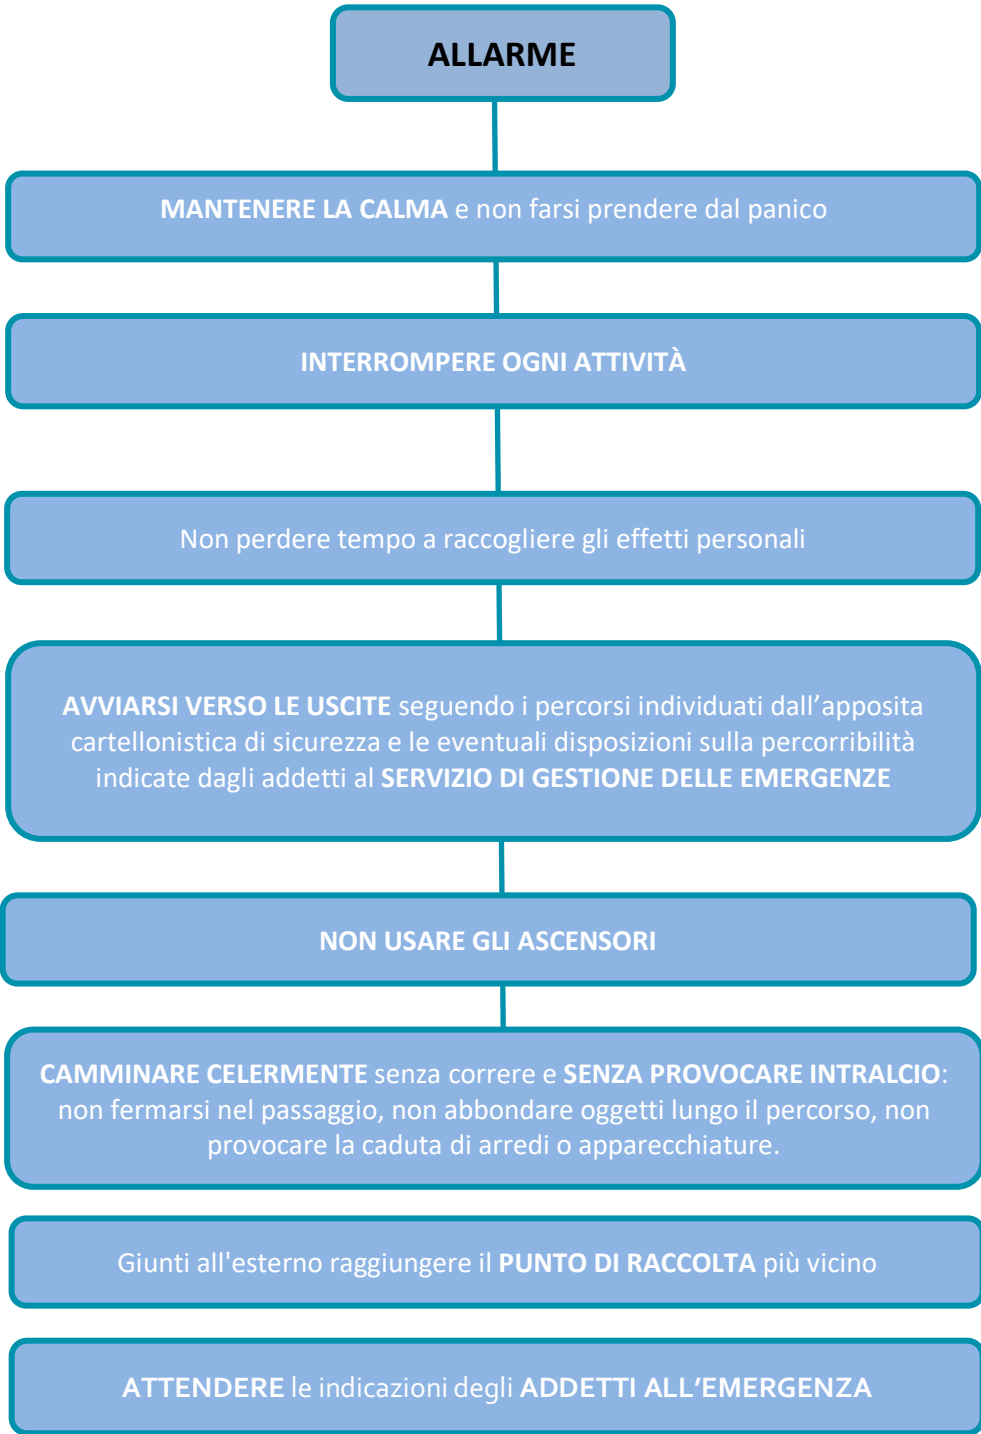 ALLARME
MANTENERE LA CALMA e non farsi prendere dal panico
INTERROMPERE OGNI ATTIVITÀ
Non perdere tempo a raccogliere gli effetti personali
AVVIARSI VERSO LE USCITE seguendo i percorsi individuati dall’apposita
cartellonistica di sicurezza e le eventuali disposizioni sulla percorribilità
indicate dagli addetti al SERVIZIO DI GESTIONE DELLE EMERGENZE
NON USARE GLI ASCENSORI
CAMMINARE CELERMENTE senza correre e SENZA PROVOCARE INTRALCIO:
non fermarsi nel passaggio, non abbondare oggetti lungo il percorso, non
provocare la caduta di arredi o apparecchiature.
Giunti all'esterno raggiungere il PUNTO DI RACCOLTA più vicino
ATTENDERE le indicazioni degli ADDETTI ALL’EMERGENZA